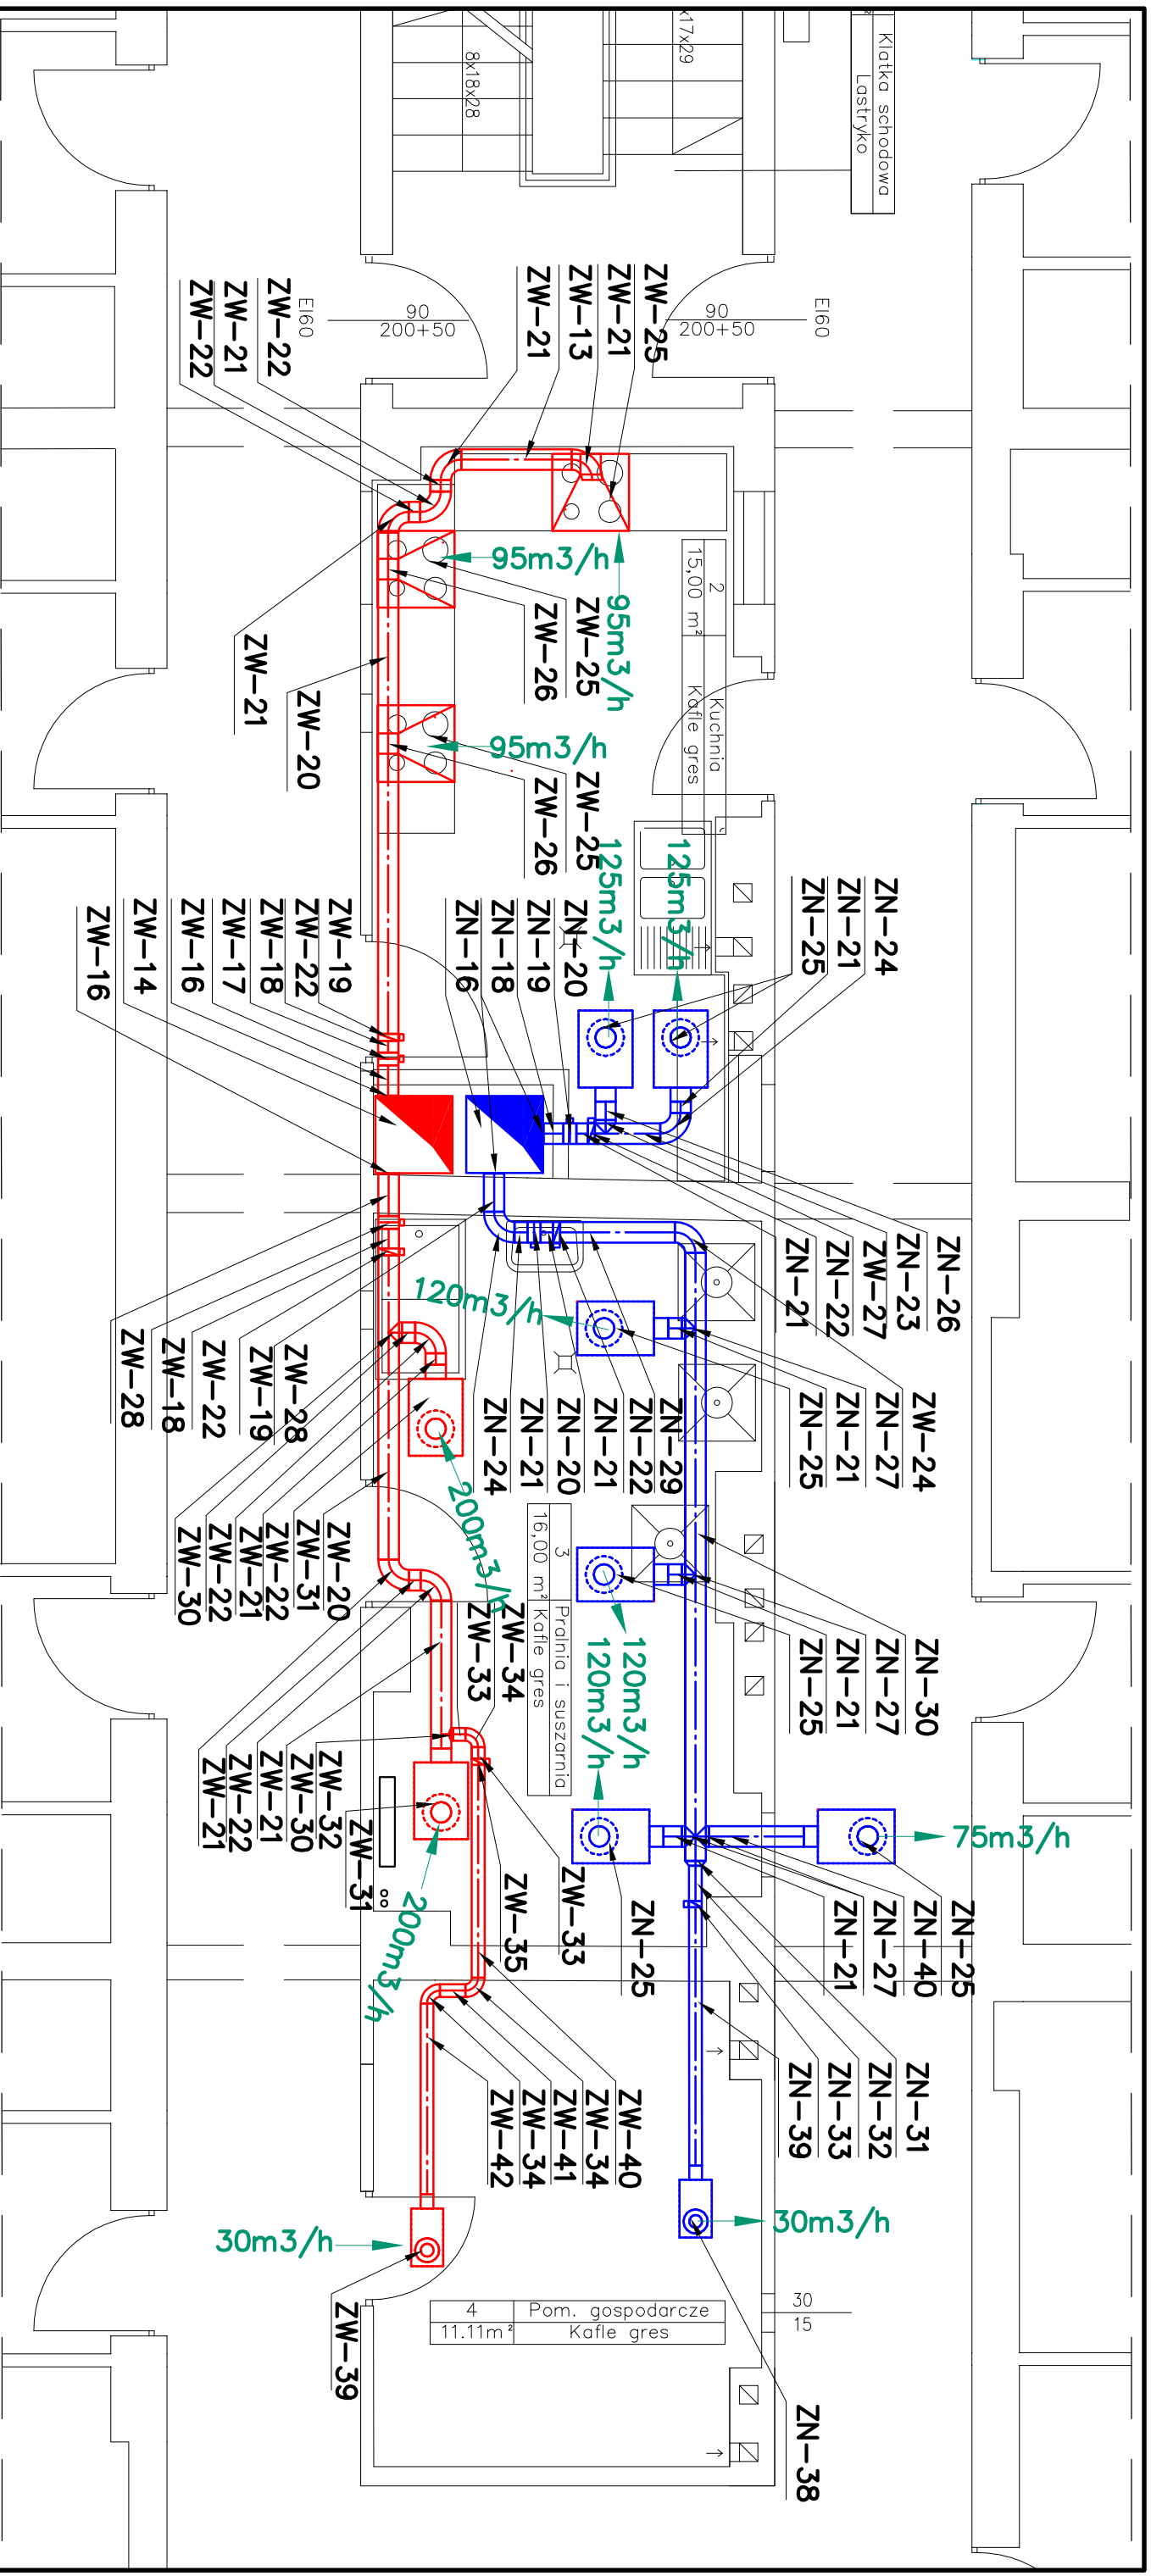 Klatka schodowa
Lastryko
x17x29
8x18x28
EI60
90
200+50
EI60
90
200+50
ZW-25
ZW-21
ZW-13
ZW-21
ZW-22
ZW-21
ZW-22
95m3/h
95m3/h
ZW-25
ZW-26
2
Kuchnia
15,00 m²
Kafle gres
ZW-21
ZW-20
95m3/h
ZW-25
ZW-26
125m3/h
125m3/h
ZN-24
ZN-21
ZN-25
ZN-20
ZN-19
ZN-18
ZN-16
ZW-19
ZW-22
ZW-18
ZW-17
ZW-16
ZW-14
ZW-16
ZN-26
ZN-23
ZW-27
ZN-22
ZN-21
120m3/h
ZW-28
ZW-19
ZW-22
ZW-18
ZW-28
ZW-24
ZN-27
ZN-21
ZN-25
ZN-29
ZN-22
ZN-21
ZN-20
ZN-21
ZN-24
200m3/h
3
Pralnia i suszarnia
16,00 m²
Kafle gres
ZW-20
ZW-31
ZW-22
ZW-21
ZW-22
ZW-30
ZN-30
ZN-27
ZN-21
ZN-25
ZW-34
ZW-33
120m3/h
120m3/h
ZW-32
ZW-30
ZW-21
ZW-22
ZW-21
ZW-31
75m3/h
ZW-33
ZW-35
ZN-25
ZN-25
ZN-40
ZN-27
ZN-21
200m3/h
ZN-31
ZN-32
ZN-33
ZN-39
ZW-40
ZW-34
ZW-41
ZW-34
ZW-42
30m3/h
30m3/h
30
15
4
Pom. gospodarcze
11.11m²
Kafle gres
ZW-39
ZN-38